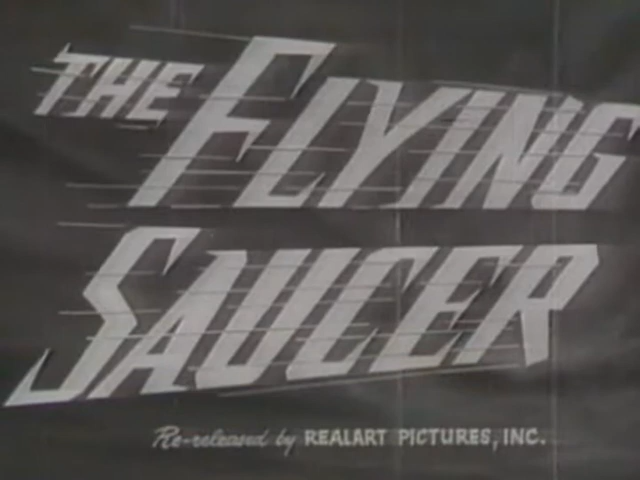 THE FLYING
SAUCER
Re-released by REALART PICTURES, INC.